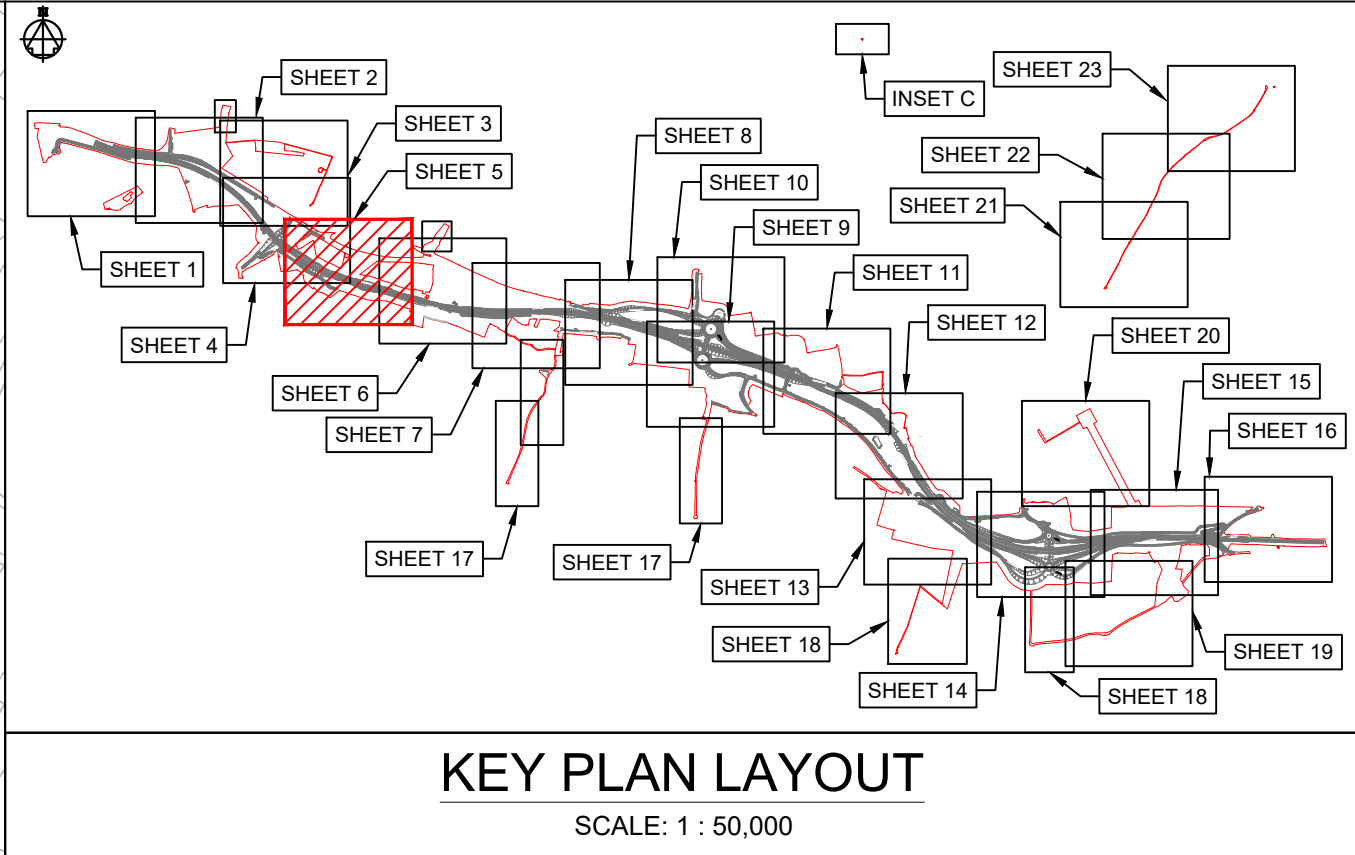 SHEET 2
SHEET 3
SHEET 5
SHEET 8
SHEET 10
SHEET 9
SHEET 11
SHEET 12
INSET C
SHEET 23
SHEET 22
SHEET 21
SHEET 1
SHEET 4
SHEET 6
SHEET 7
SHEET 17
SHEET 17
SHEET 20
SHEET 15
SHEET 16
SHEET 13
SHEET 18
SHEET 14
SHEET 18
SHEET 19
KEY PLAN LAYOUT
SCALE: 1 : 50,000